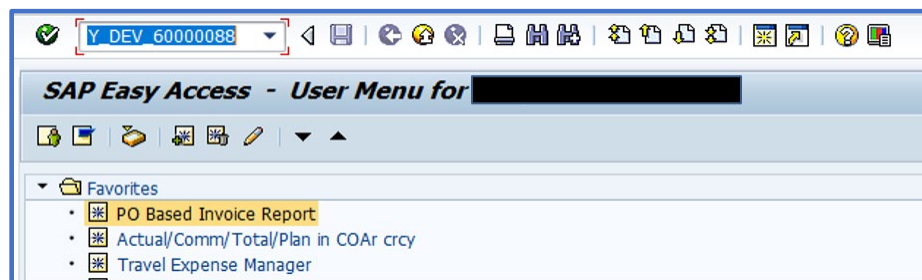 Y_DEV_60000088
SAP Easy Access - User Menu for
Favorites
PO Based Invoice Report
Actual/Comm/Total/Plan in COAr crcy
Travel Expense Manager